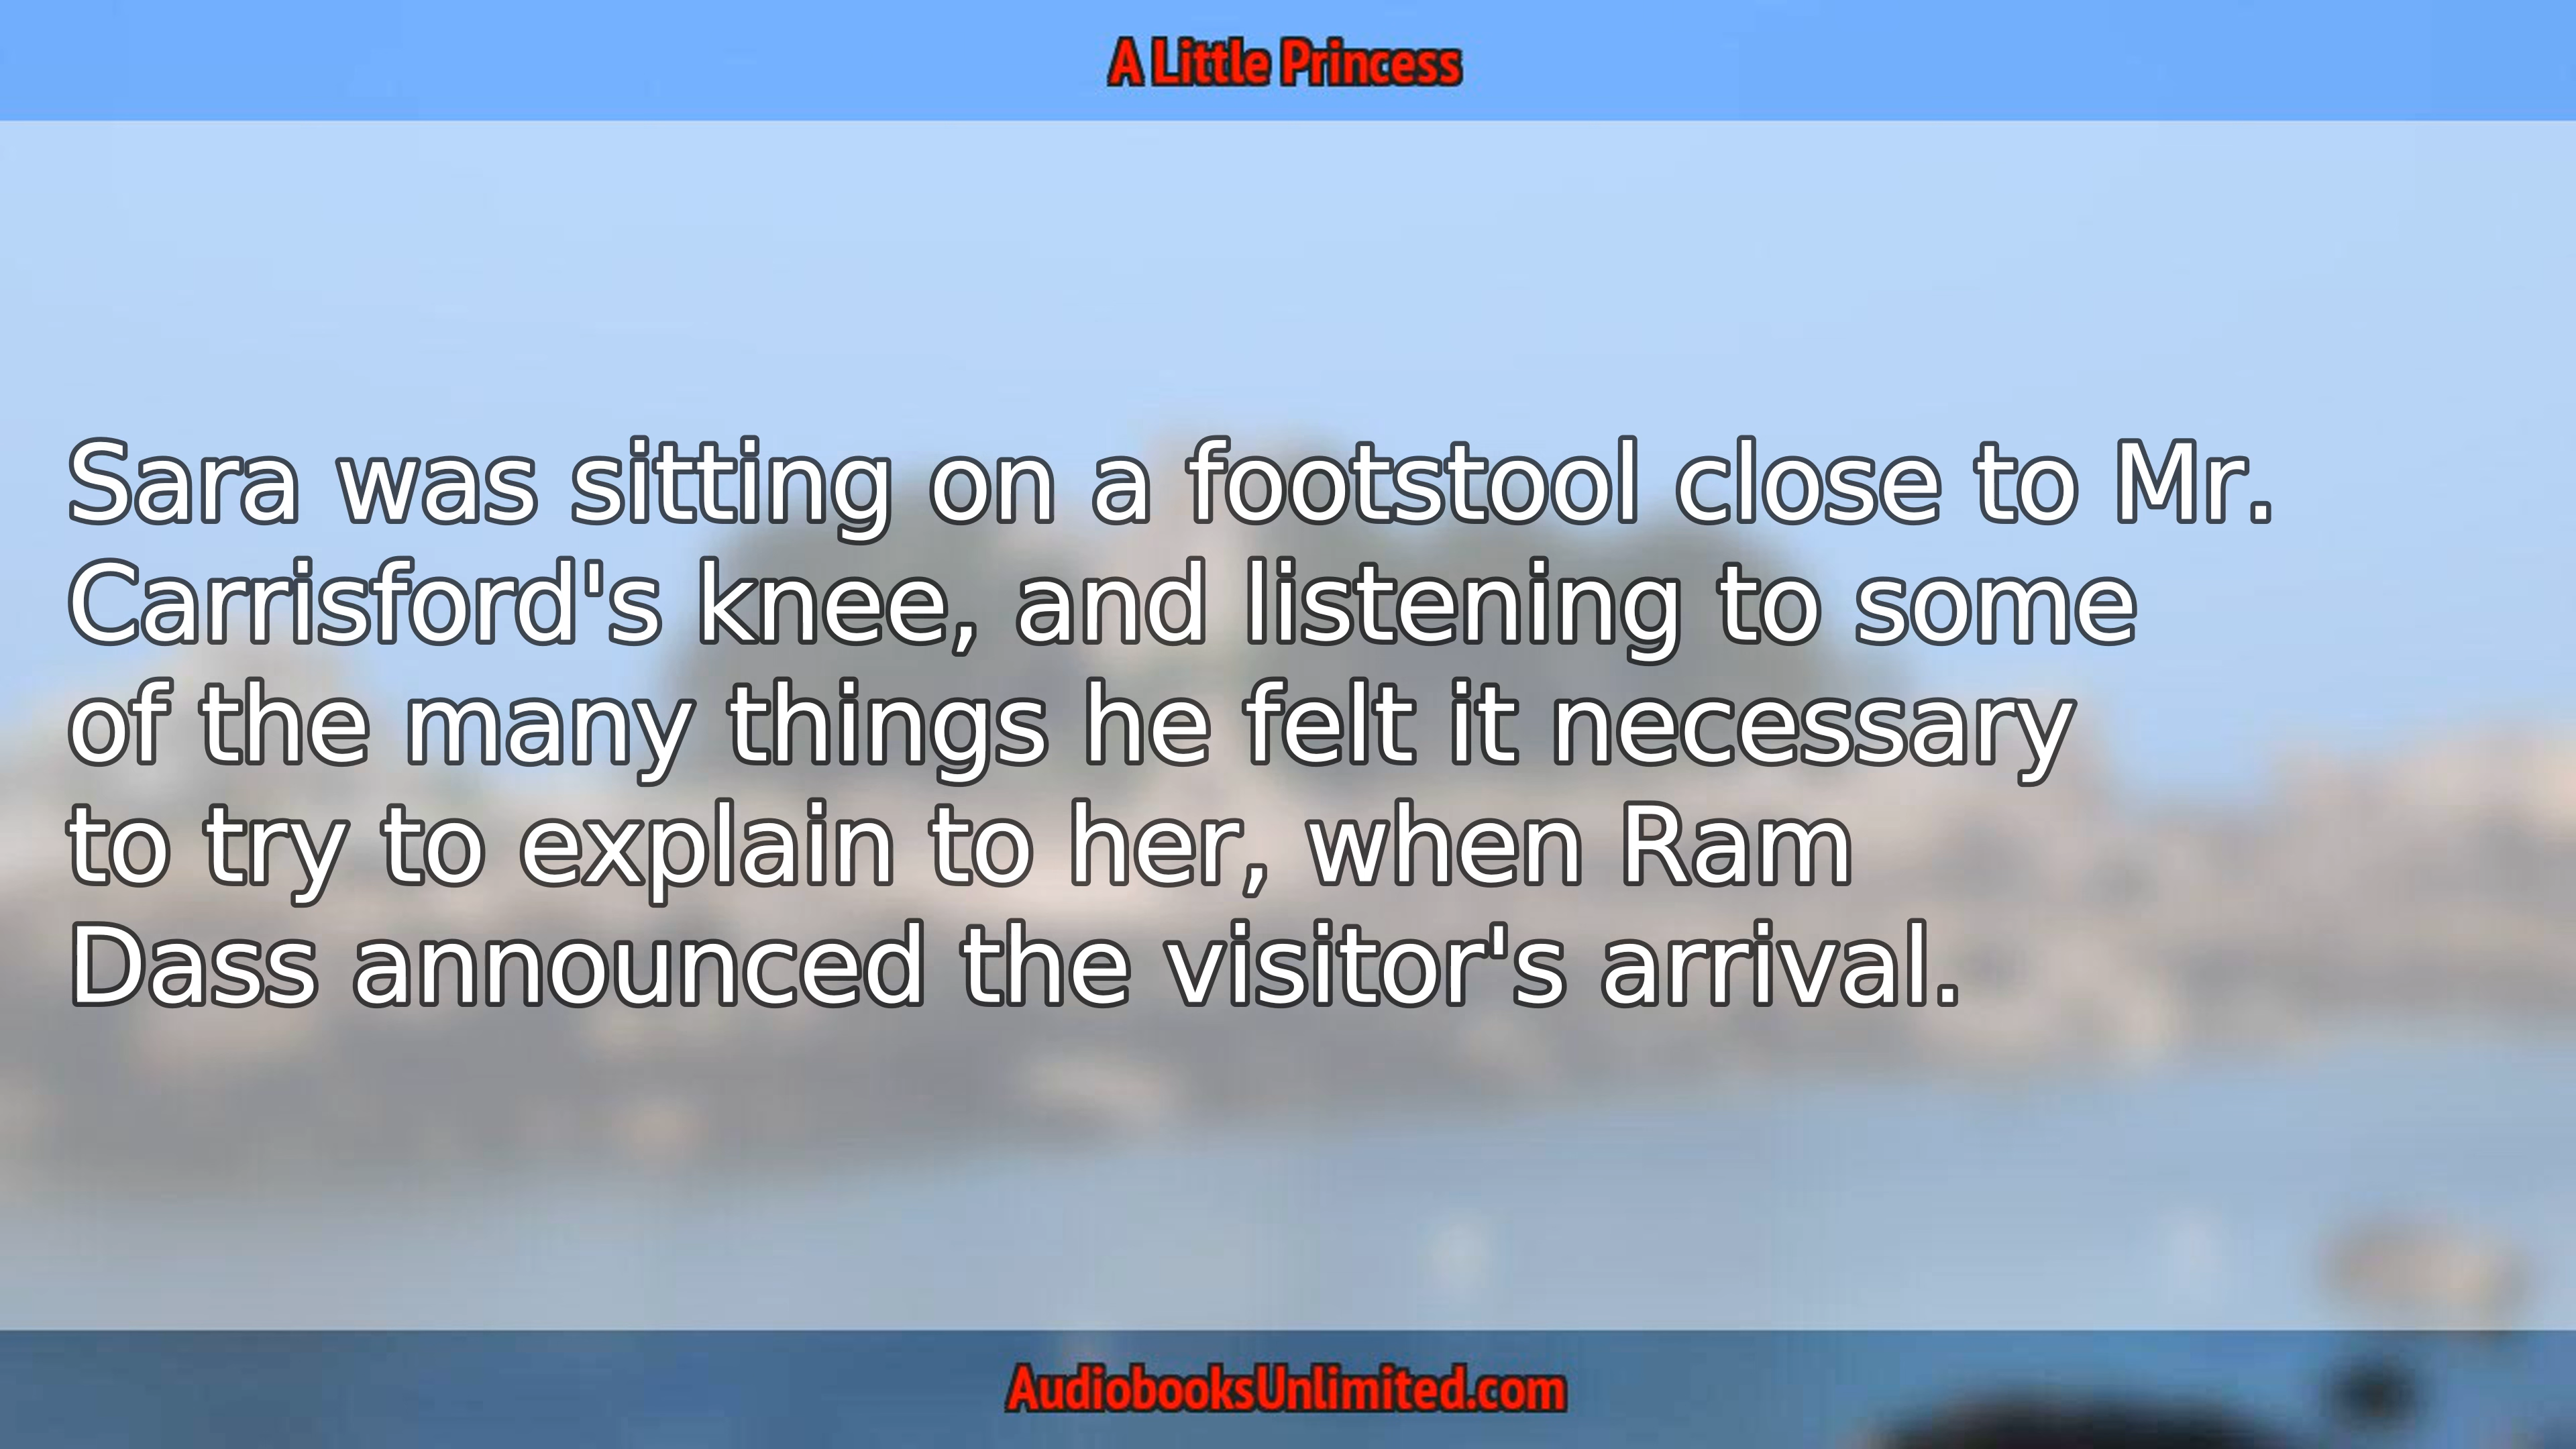 A Little Princess
Sara was sitting on a footstool close to Mr.
Carrisford's knee, and listening to some
of the many things he felt it necessary
to try to explain to her, when Ram
Dass announced the visitor's arrival.
AudiobooksUnlimited.com